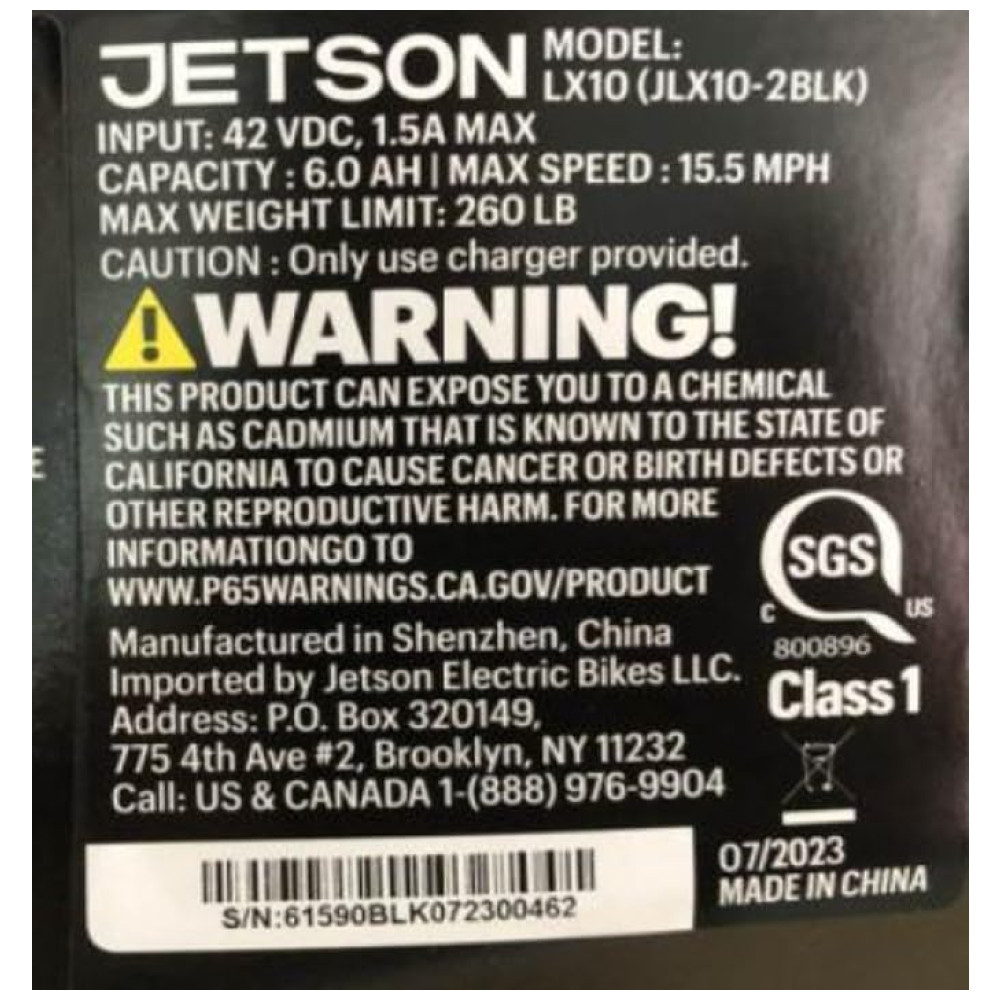 JETSON
MODEL:
LX10 (JLX10-2BLK)
INPUT: 42 VDC, 1.5A MAX
CAPACITY : 6.0 AH | MAX SPEED : 15.5 MPH
MAX WEIGHT LIMIT: 260 LB
CAUTION : Only use charger provided.
WARNING!
THIS PRODUCT CAN EXPOSE YOU TO A CHEMICAL
SUCH AS CADMIUM THAT IS KNOWN TO THE STATE OF
CALIFORNIA TO CAUSE CANCER OR BIRTH DEFECTS OR
OTHER REPRODUCTIVE HARM. FOR MORE
INFORMATIONGO TO
WWW.P65WARNINGS.CA.GOV/PRODUCT
SGS
C US
800896
Class 1
Manufactured in Shenzhen, China
Imported by Jetson Electric Bikes LLC.
Address: P.O. Box 320149,
775 4th Ave #2, Brooklyn, NY 11232
Call: US & CANADA 1-(888) 976-9904
07/2023
MADE IN CHINA
S/N:61590BLK072300462
E